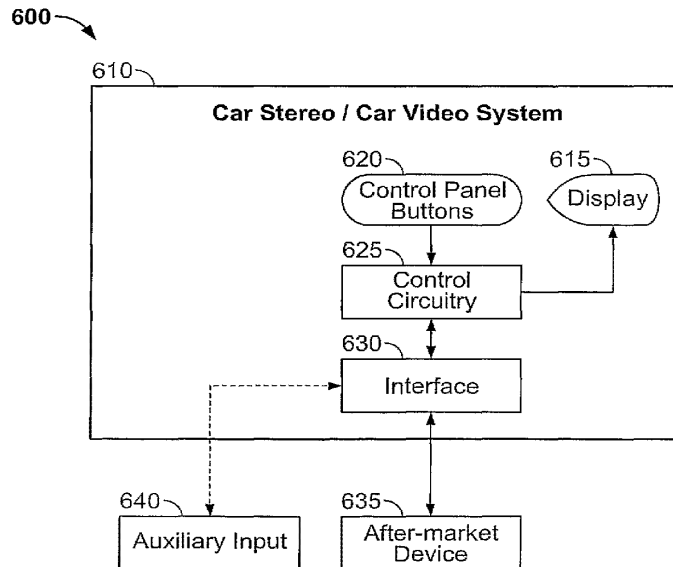 600
610
Car Stereo / Car Video System
620
615
Control Panel
Buttons
Display
625
Control
Circuitry
630
Interface
640
635
Auxiliary Input
After-market
Device